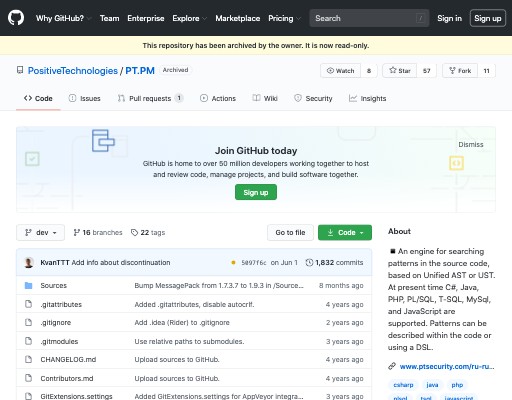 Why GitHub? Team Enterprise Explore Marketplace Pricing Search / Sign in Sign up
This repository has been archived by the owner. It is now read-only.
PositiveTechnologies / PT.PM Archived Watch 8 Star 57 Fork 11
Code Issues Pull requests 1 Actions Wiki Security Insights
Dismiss
Join GitHub today
GitHub is home to over 50 million developers working together to host
and review code, manage projects, and build software together.
Sign up
dev 16 branches 22 tags Go to file Code
KvanTTT Add info about discontinuation 5097f6c on Jun 1 1,832 commits
Sources Bump MessagePack from 1.7.3.7 to 1.9.3 in /Source... 8 months ago
.gitattributes Added .gitattributes, disable autocrlf. 4 years ago
.gitignore Add .idea (Rider) to .gitignore 2 years ago
.gitmodules Use relative paths to submodules. 3 years ago
CHANGELOG.md Upload sources to GitHub. 4 years ago
Contributors.md Upload sources to GitHub. 4 years ago
GitExtensions.settings Added GitExtensions.settings for AppVeyor integra... 3 years ago
About
An engine for searching
patterns in the source code,
based on Unified AST or UST.
At present time C#, Java,
PHP, PL/SQL, T-SQL, MySql,
and JavaScript are
supported. Patterns can be
described within the code or
using a DSL.
www.ptsecurity.com/ru-ru...
csharp java php
plsql tsql javascript